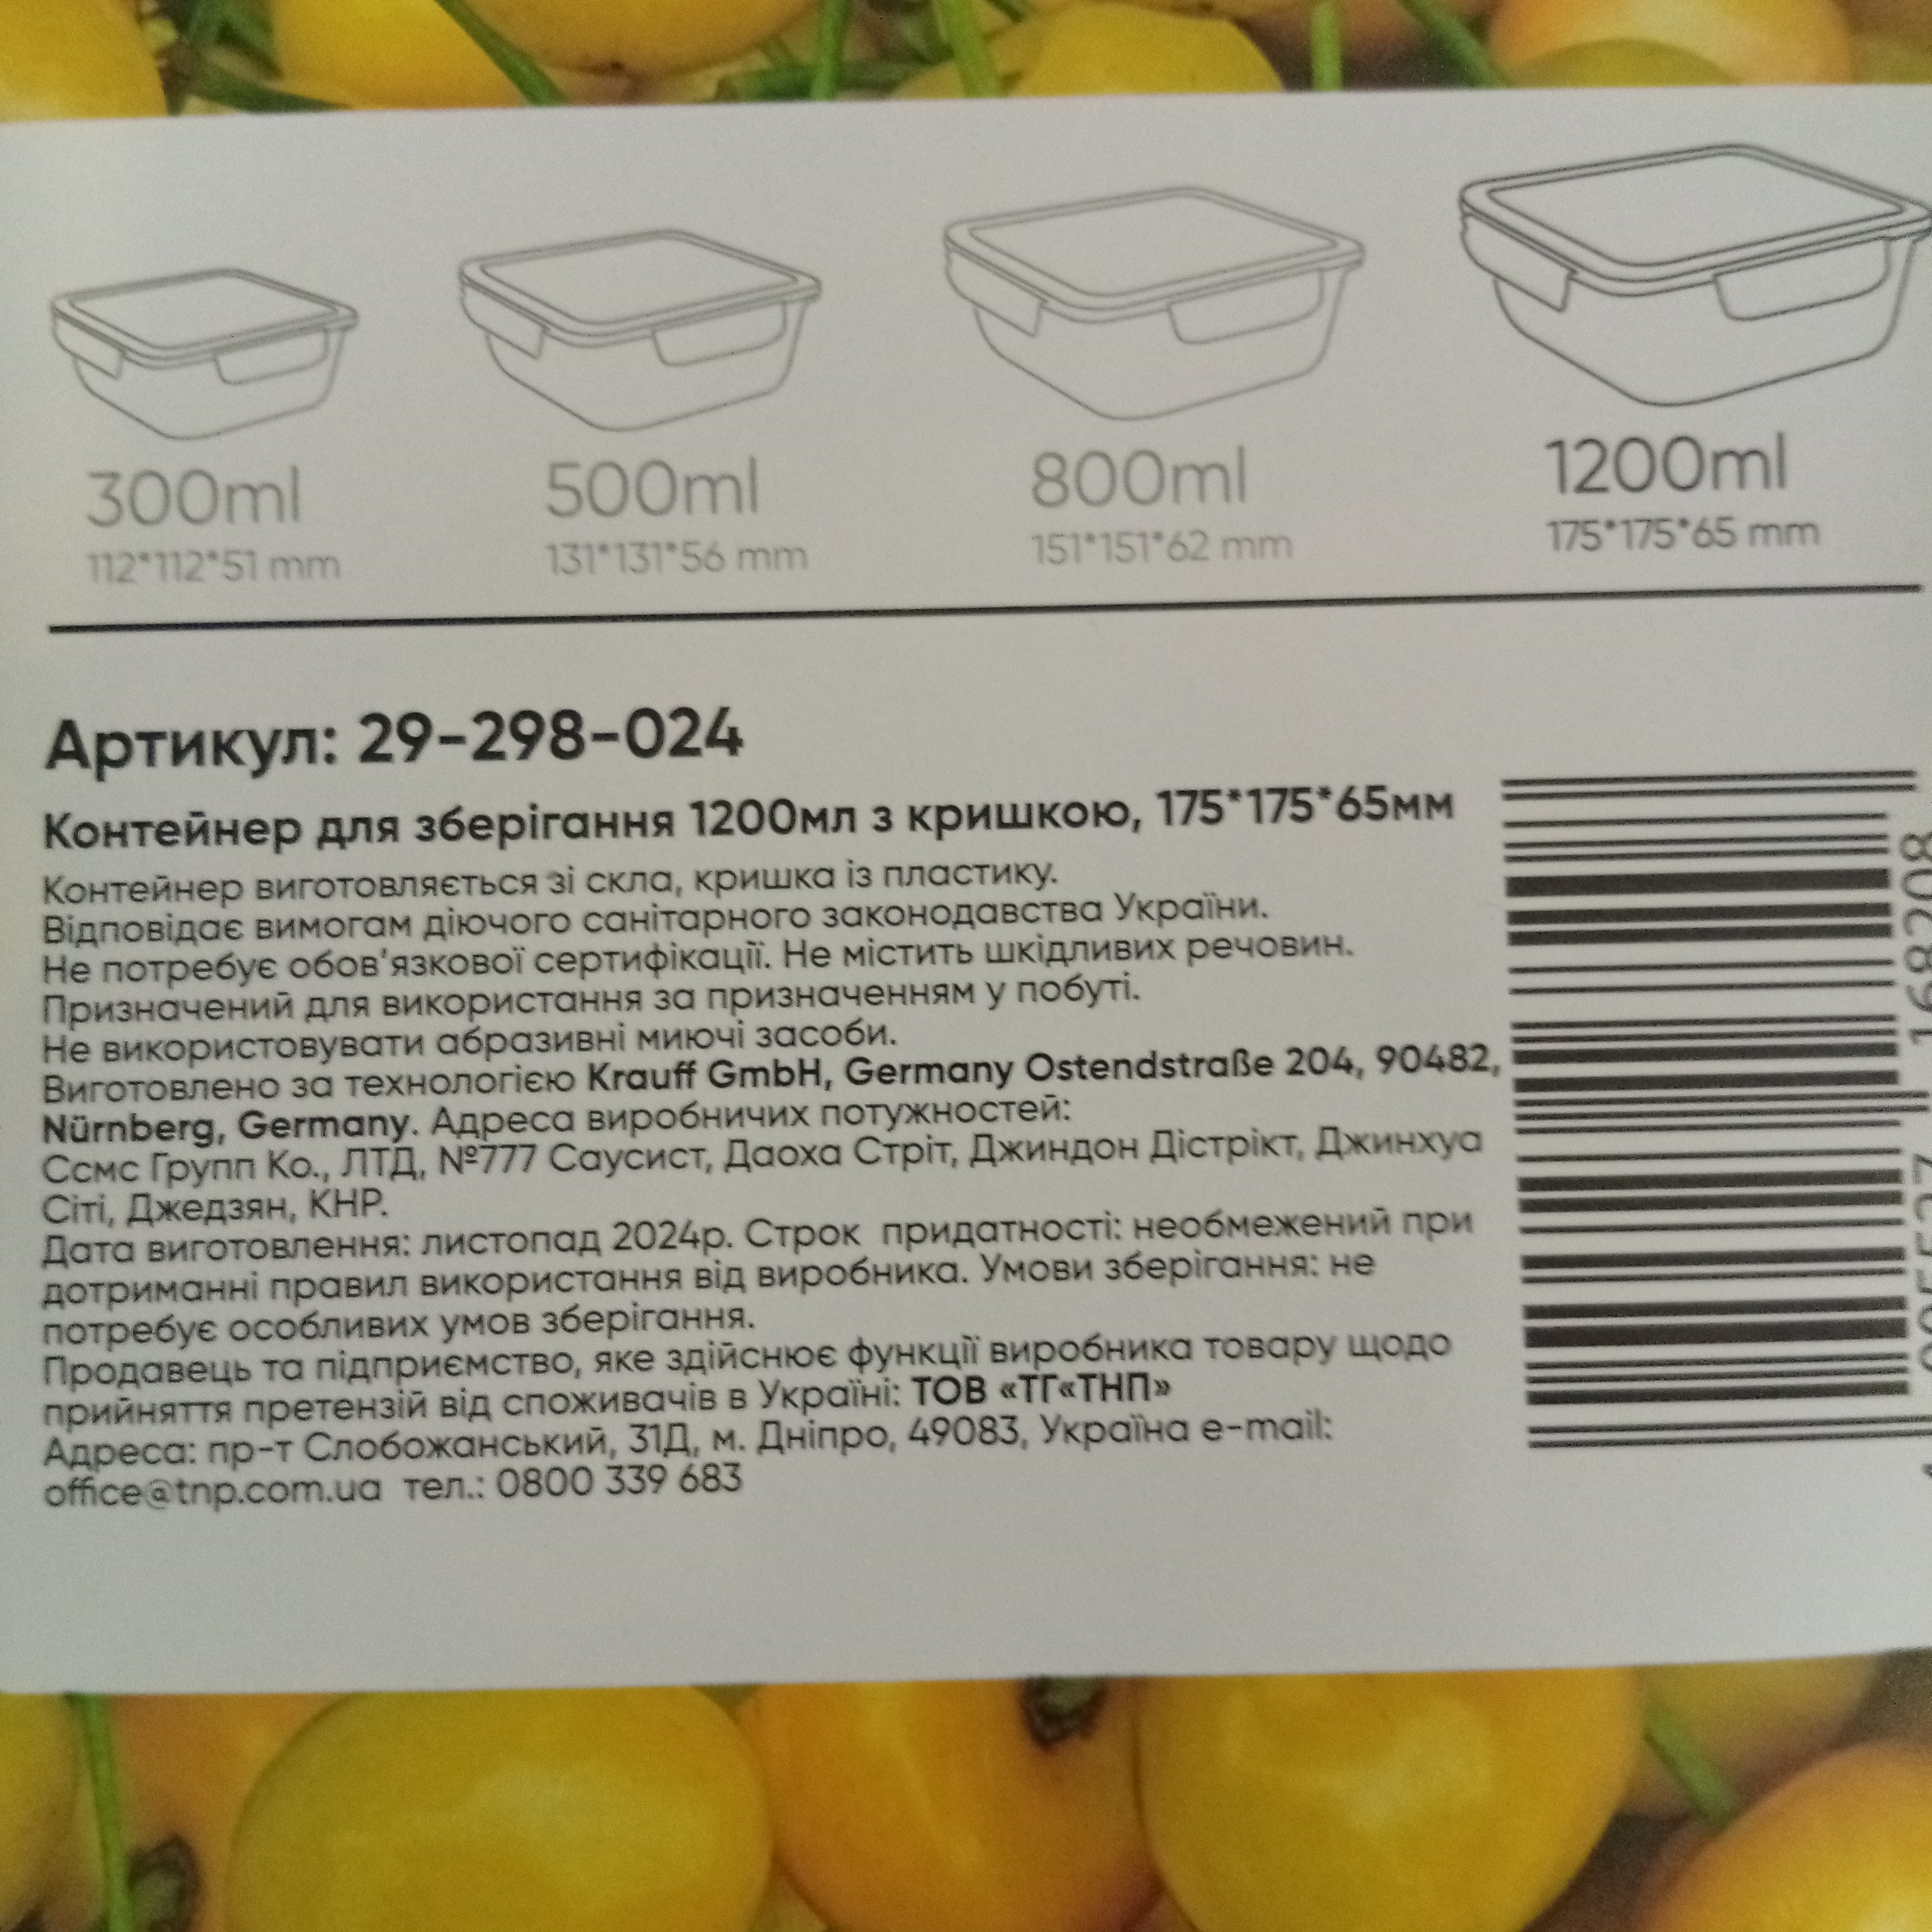 300ml 500ml 800ml 1200ml
112*112*51 mm 131*131*56 mm 151*151*62 mm 175*175*65 mm
Артикул: 29-298-024
Контейнер для зберігання 1200мл з кришкою, 175*175*65мм
Контейнер виготовляється зі скла, кришка із пластику.
Відповідає вимогам діючого санітарного законодавства України.
Не потребує обов'язкової сертифікації. Не містить шкідливих речовин.
Призначений для використання за призначенням у побуті.
Не використовувати абразивні миючі засоби.
Виготовлено за технологією Krauff GmbH, Germany Ostendstraße 204, 90482,
Nürnberg, Germany. Адреса виробничих потужностей:
Ссмс Групп Ко., ЛТД, №777 Саусист, Даоха Стріт, Джиндон Дістрікт, Джинхуа
Сіті, Джедзян, КНР.
Дата виготовлення: листопад 2024р. Строк придатності: необмежений при
дотриманні правил використання від виробника. Умови зберігання: не
потребує особливих умов зберігання.
Продавець та підприємство, яке здійснює функції виробника товару щодо
прийняття претензій від споживачів в Україні: ТОВ «ТГ«ТНП»
Адреса: пр-т Слобожанський, 31Д, м. Дніпро, 49083, Україна e-mail:
office@tnp.com.ua тел.: 0800 339 683
168208